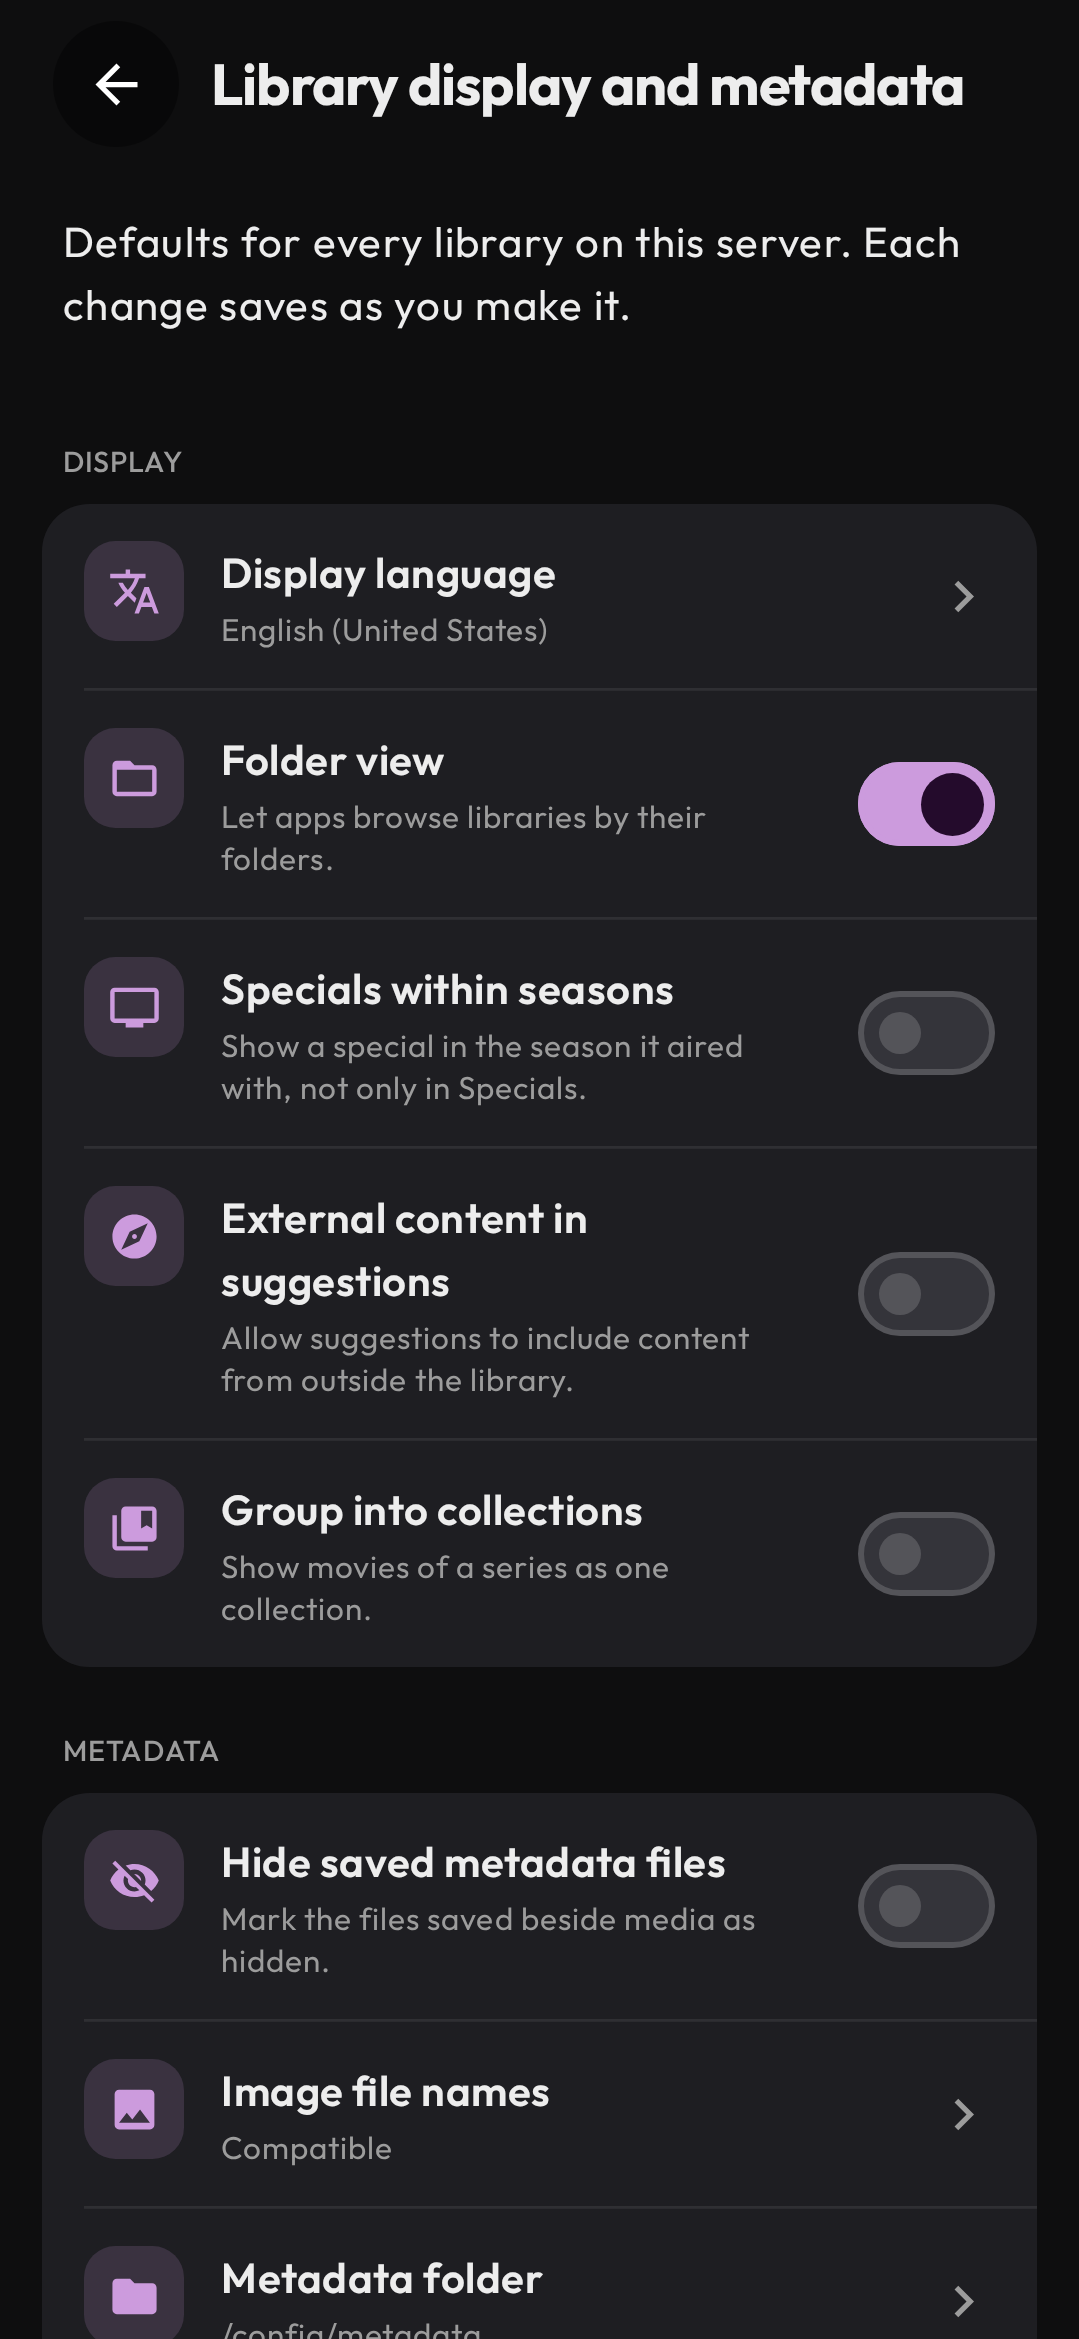 Library display and metadata
Defaults for every library on this server. Each
change saves as you make it.
DISPLAY
Display language
English (United States)
Folder view
Let apps browse libraries by their
folders.
Specials within seasons
Show a special in the season it aired
with, not only in Specials.
External content in
suggestions
Allow suggestions to include content
from outside the library.
Group into collections
Show movies of a series as one
collection.
METADATA
Hide saved metadata files
Mark the files saved beside media as
hidden.
Image file names
Compatible
Metadata folder
/config/metadata